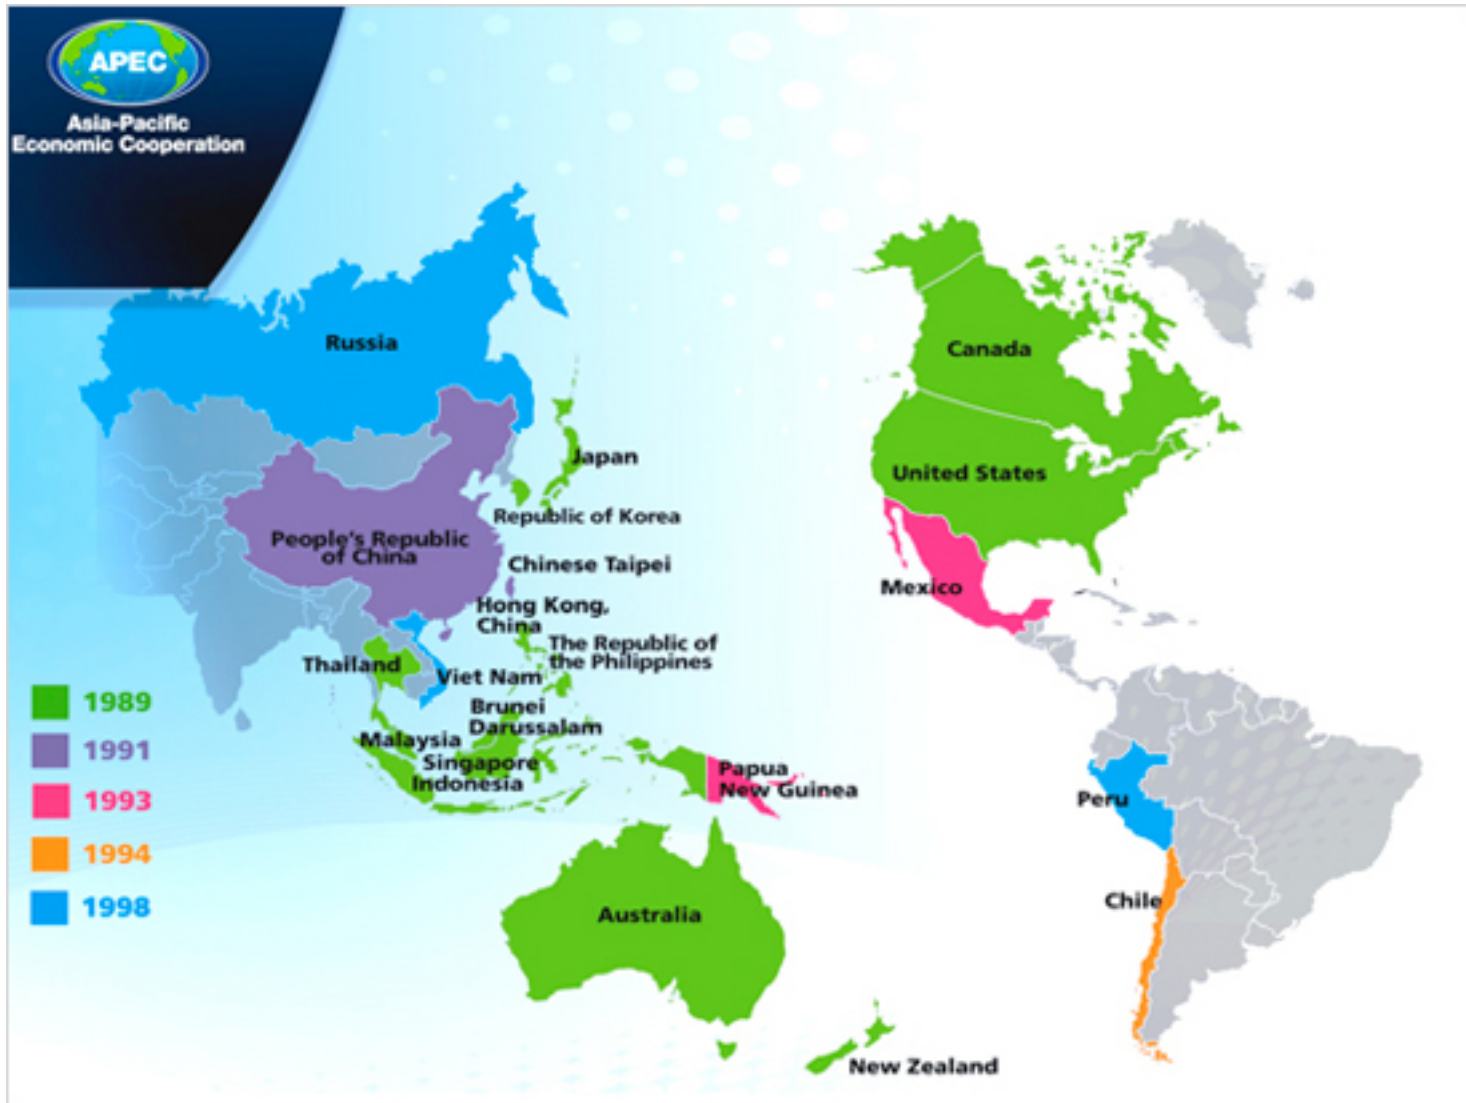 APEC
Asia-Pacific
Economic Cooperation
Russia
Canada
Japan
United States
Republic of Korea
People's Republic
of China
Chinese Taipei
Mexico
Hong Kong,
China
The Republic of
the Philippines
Thailand
Viet Nam
1989
Brunei
Darussalam
Malaysia
1991
Singapore
Indonesia
Papua
New Guinea
1993
Peru
1994
Chile
1998
Australia
New Zealand